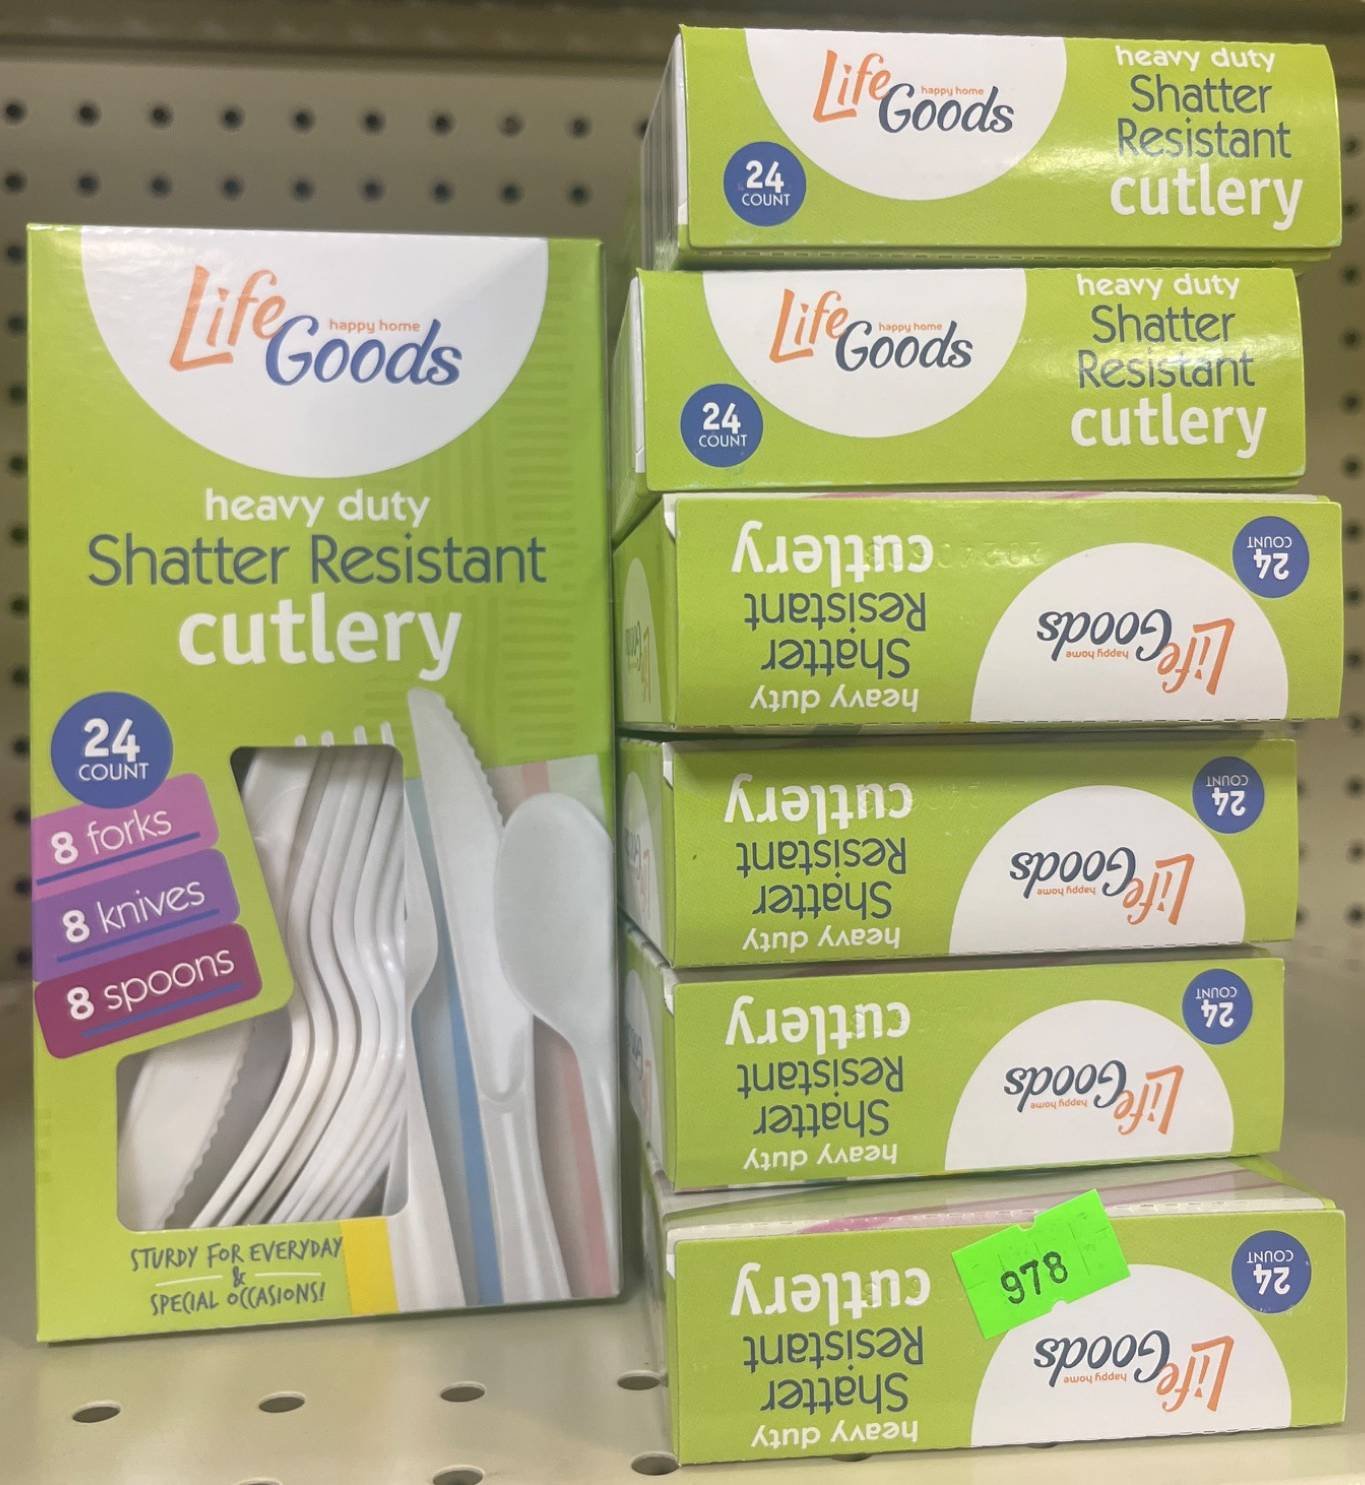 Life
happy home
Goods
heavy duty
Shatter Resistant
cutlery
24
COUNT
8 forks
8 knives
8 spoons
STURDY FOR EVERYDAY
&
SPECIAL OCCASIONS!
Life
happy home
Goods
24
COUNT
heavy duty
Shatter
Resistant
cutlery
Life
happy home
Goods
24
COUNT
heavy duty
Shatter
Resistant
cutlery
Life
happy home
Goods
24
COUNT
heavy duty
Shatter
Resistant
cutlery
Life
happy home
Goods
24
COUNT
heavy duty
Shatter
Resistant
cutlery
Life
happy home
Goods
24
COUNT
heavy duty
Shatter
Resistant
cutlery
978
Life
happy home
Goods
24
COUNT
heavy duty
Shatter
Resistant
cutlery